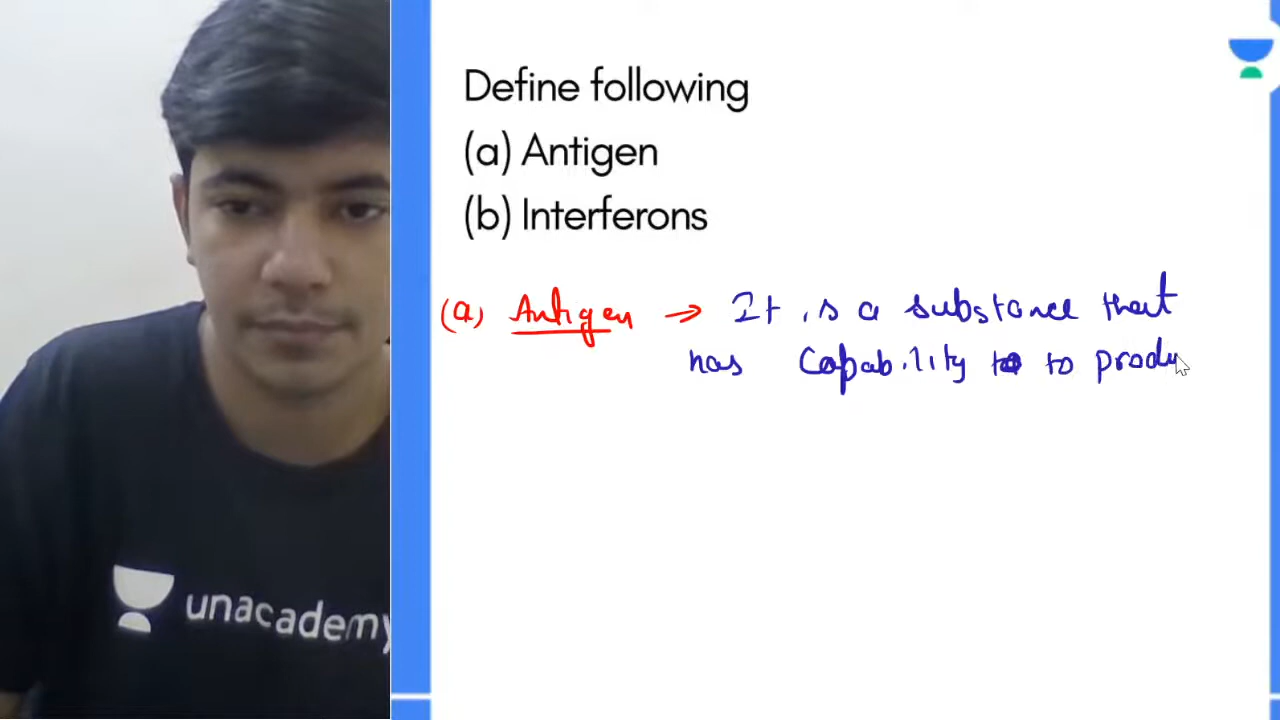 Define following
(a) Antigen
(b) Interferons
(a) Antigen → It is a substance that
has capability to to produ
unacademy